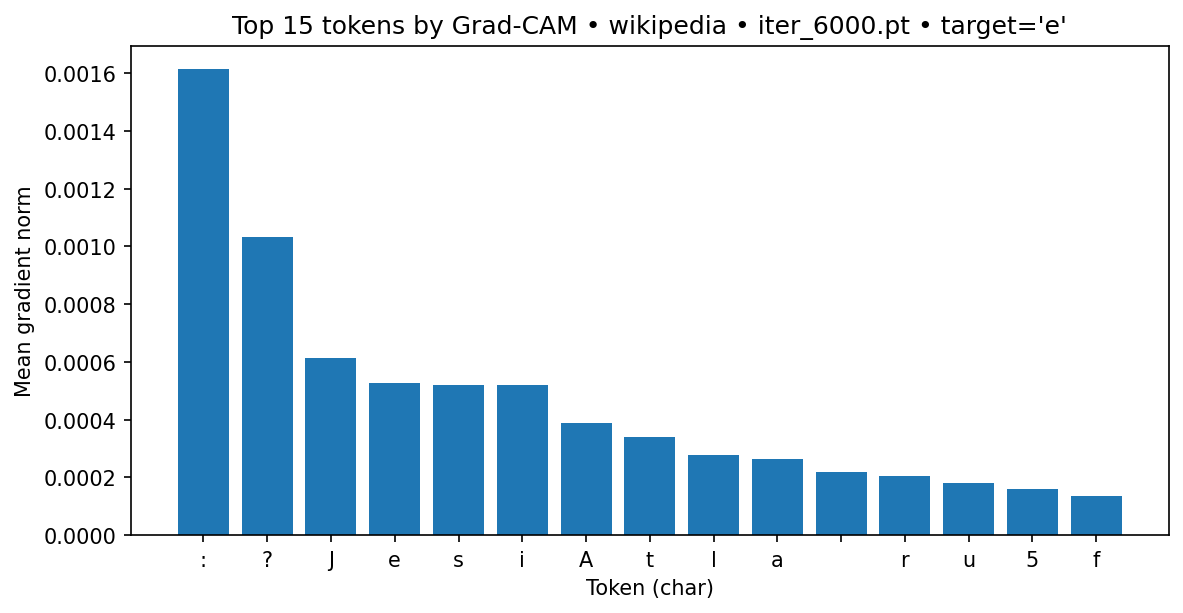 Top 15 tokens by Grad-CAM • wikipedia • iter_6000.pt • target='e'
Mean gradient norm
0.0016
0.0014
0.0012
0.0010
0.0008
0.0006
0.0004
0.0002
0.0000
: ? J e s i A t l a r u 5 f
Token (char)